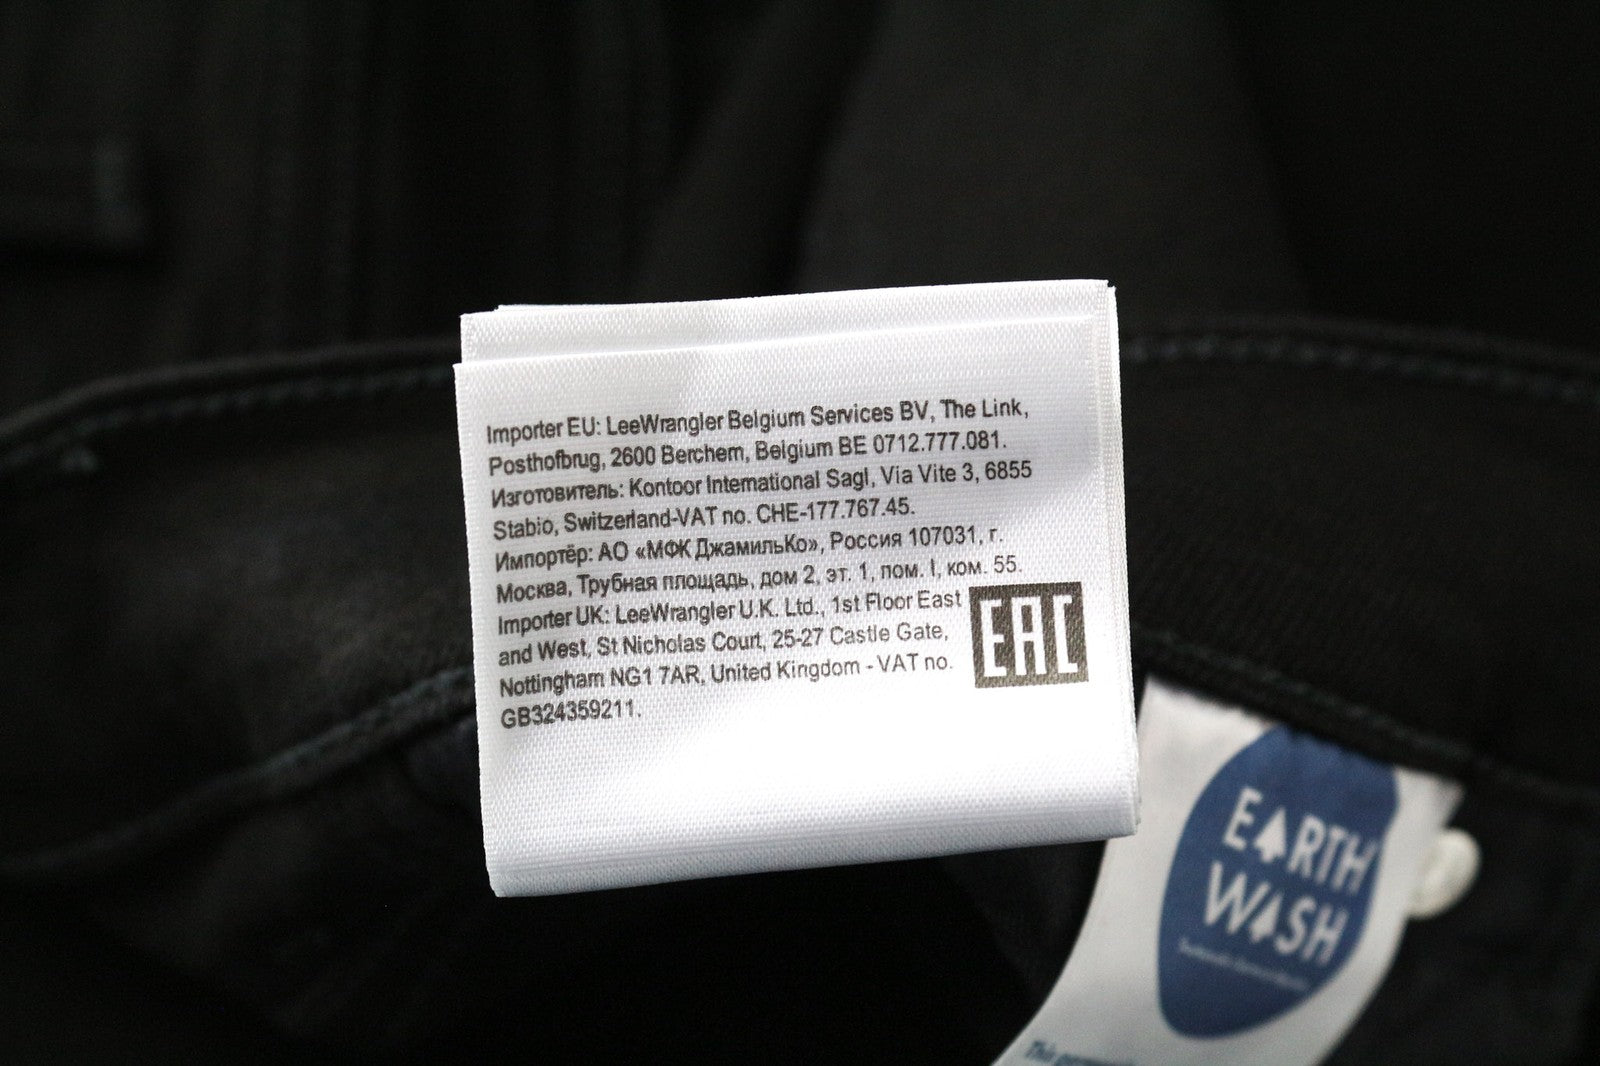 Importer EU: LeeWrangler Belgium Services BV, The Link,
Posthofbrug, 2600 Berchem, Belgium BE 0712.777.081.
Изготовитель: Kontoor International Sagl, Via Vite 3, 6855
Stabio, Switzerland-VAT no. CHE-177.767.45.
Импортёр: АО «МФК ДжамильКо», Россия 107031, г.
Москва, Трубная площадь, дом 2, эт. 1, пом. I, ком. 55.
Importer UK: LeeWrangler U.K. Ltd., 1st Floor East
and West, St Nicholas Court, 25-27 Castle Gate,
Nottingham NG1 7AR, United Kingdom - VAT no.
GB324359211.
EAC
EARTH
WASH
This